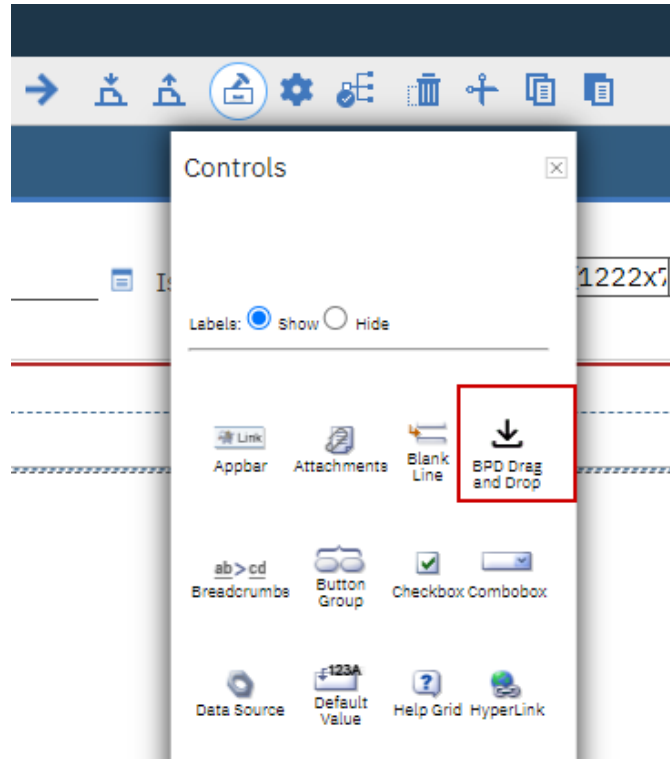 Controls
1222x7
Labels: Show Hide
Link
Appbar
Attachments
Blank
Line
BPD Drag
and Drop
ab>cd
Breadcrumbs
Button
Group
Checkbox
Combobox
Data Source
123A
Default
Value
Help Grid
HyperLink